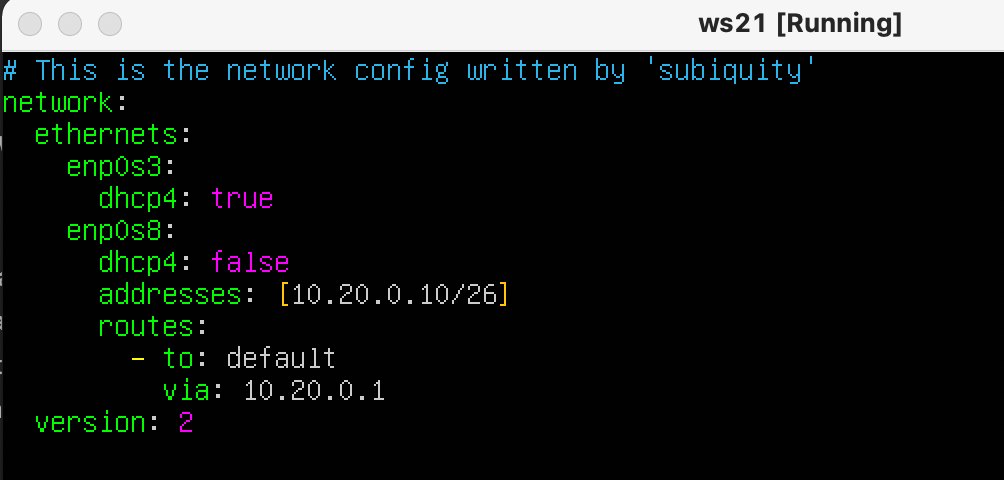 ws21 [Running]
# This is the network config written by 'subiquity'
network:
  ethernets:
    enp0s3:
      dhcp4: true
    enp0s8:
      dhcp4: false
      addresses: [10.20.0.10/26]
      routes:
        - to: default
          via: 10.20.0.1
  version: 2